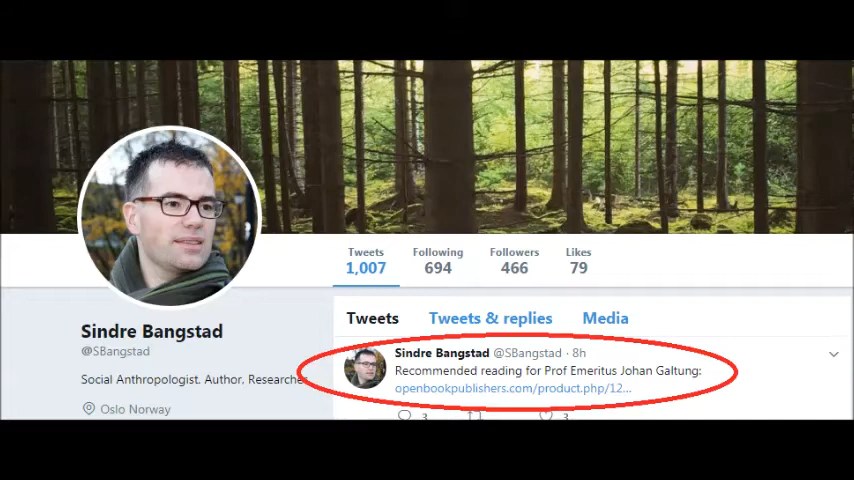 Tweets Following Followers Likes
1,007 694 466 79
Tweets Tweets & replies Media
Sindre Bangstad
@SBangstad
Social Anthropologist. Author, Researcher
Oslo Norway
Sindre Bangstad @SBangstad · 8h
Recommended reading for Prof Emeritus Johan Galtung:
openbookpublishers.com/product.php/12...
3 1 3